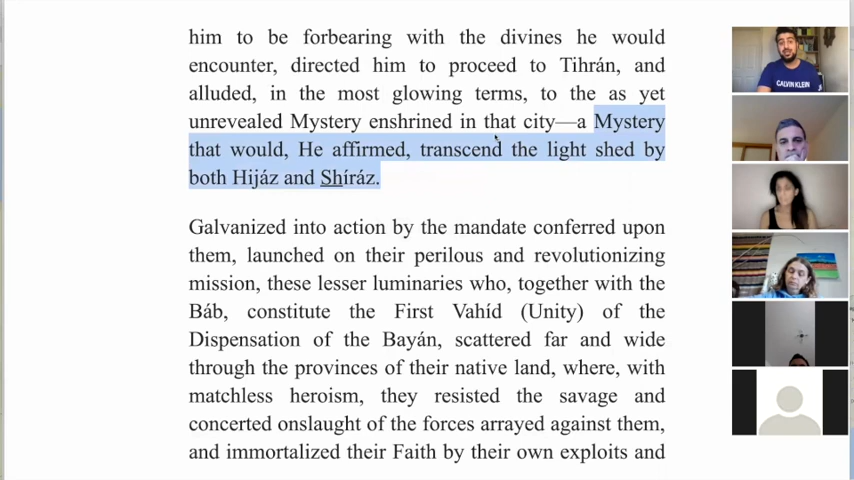 him to be forbearing with the divines he would
encounter, directed him to proceed to Tihrán, and
alluded, in the most glowing terms, to the as yet
unrevealed Mystery enshrined in that city—a Mystery
that would, He affirmed, transcend the light shed by
both Hijáz and Shíráz.
Galvanized into action by the mandate conferred upon
them, launched on their perilous and revolutionizing
mission, these lesser luminaries who, together with the
Báb, constitute the First Vahíd (Unity) of the
Dispensation of the Bayán, scattered far and wide
through the provinces of their native land, where, with
matchless heroism, they resisted the savage and
concerted onslaught of the forces arrayed against them,
and immortalized their Faith by their own exploits and
CALVIN KLEIN